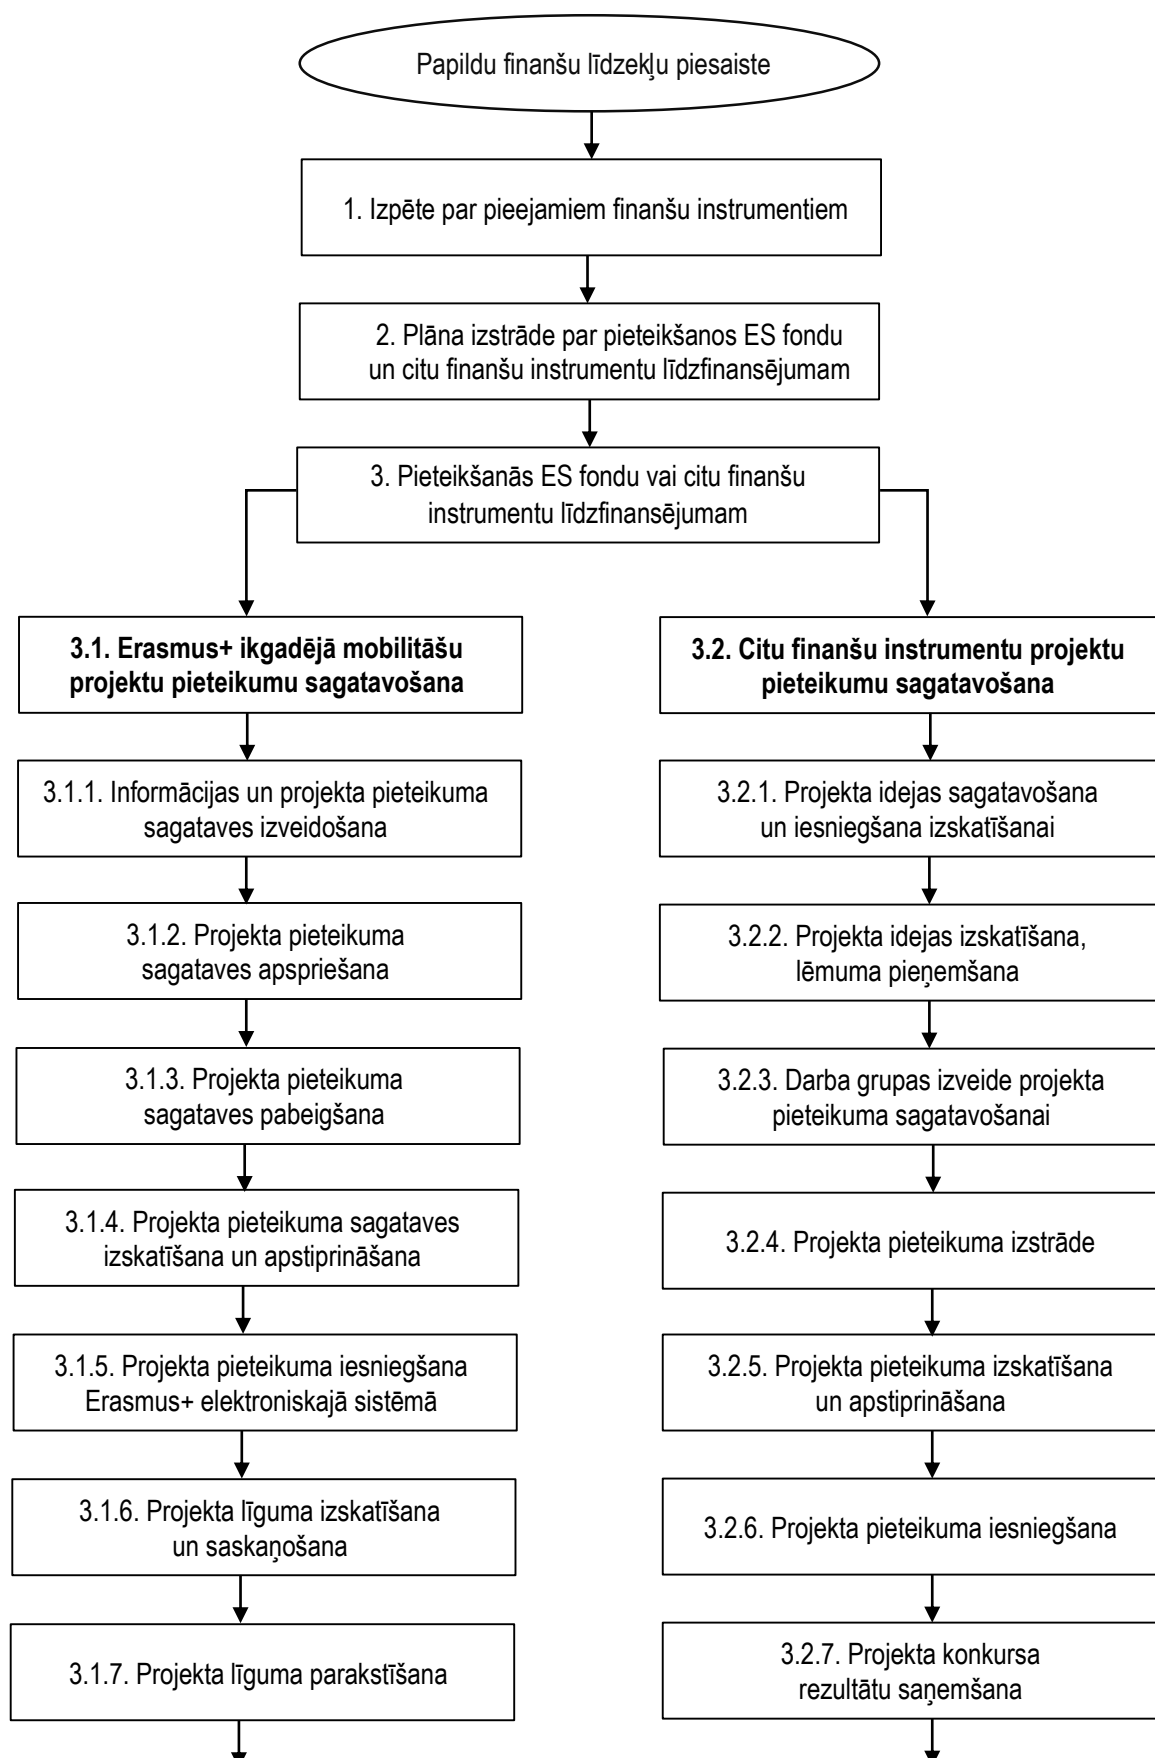 Papildu finanšu līdzekļu piesaiste
1. Izpēte par pieejamiem finanšu instrumentiem
2. Plāna izstrāde par pieteikšanos ES fondu
un citu finanšu instrumentu līdzfinansējumam
3. Pieteikšanās ES fondu vai citu finanšu
instrumentu līdzfinansējumam
3.1. Erasmus+ ikgadējā mobilitāšu
projektu pieteikumu sagatavošana
3.1.1. Informācijas un projekta pieteikuma
sagataves izveidošana
3.1.2. Projekta pieteikuma
sagataves apspriešana
3.1.3. Projekta pieteikuma
sagataves pabeigšana
3.1.4. Projekta pieteikuma sagataves
izskatīšana un apstiprināšana
3.1.5. Projekta pieteikuma iesniegšana
Erasmus+ elektroniskajā sistēmā
3.1.6. Projekta līguma izskatīšana
un saskaņošana
3.1.7. Projekta līguma parakstīšana
3.2. Citu finanšu instrumentu projektu
pieteikumu sagatavošana
3.2.1. Projekta idejas sagatavošana
un iesniegšana izskatīšanai
3.2.2. Projekta idejas izskatīšana,
lēmuma pieņemšana
3.2.3. Darba grupas izveide projekta
pieteikuma sagatavošanai
3.2.4. Projekta pieteikuma izstrāde
3.2.5. Projekta pieteikuma izskatīšana
un apstiprināšana
3.2.6. Projekta pieteikuma iesniegšana
3.2.7. Projekta konkursa
rezultātu saņemšana